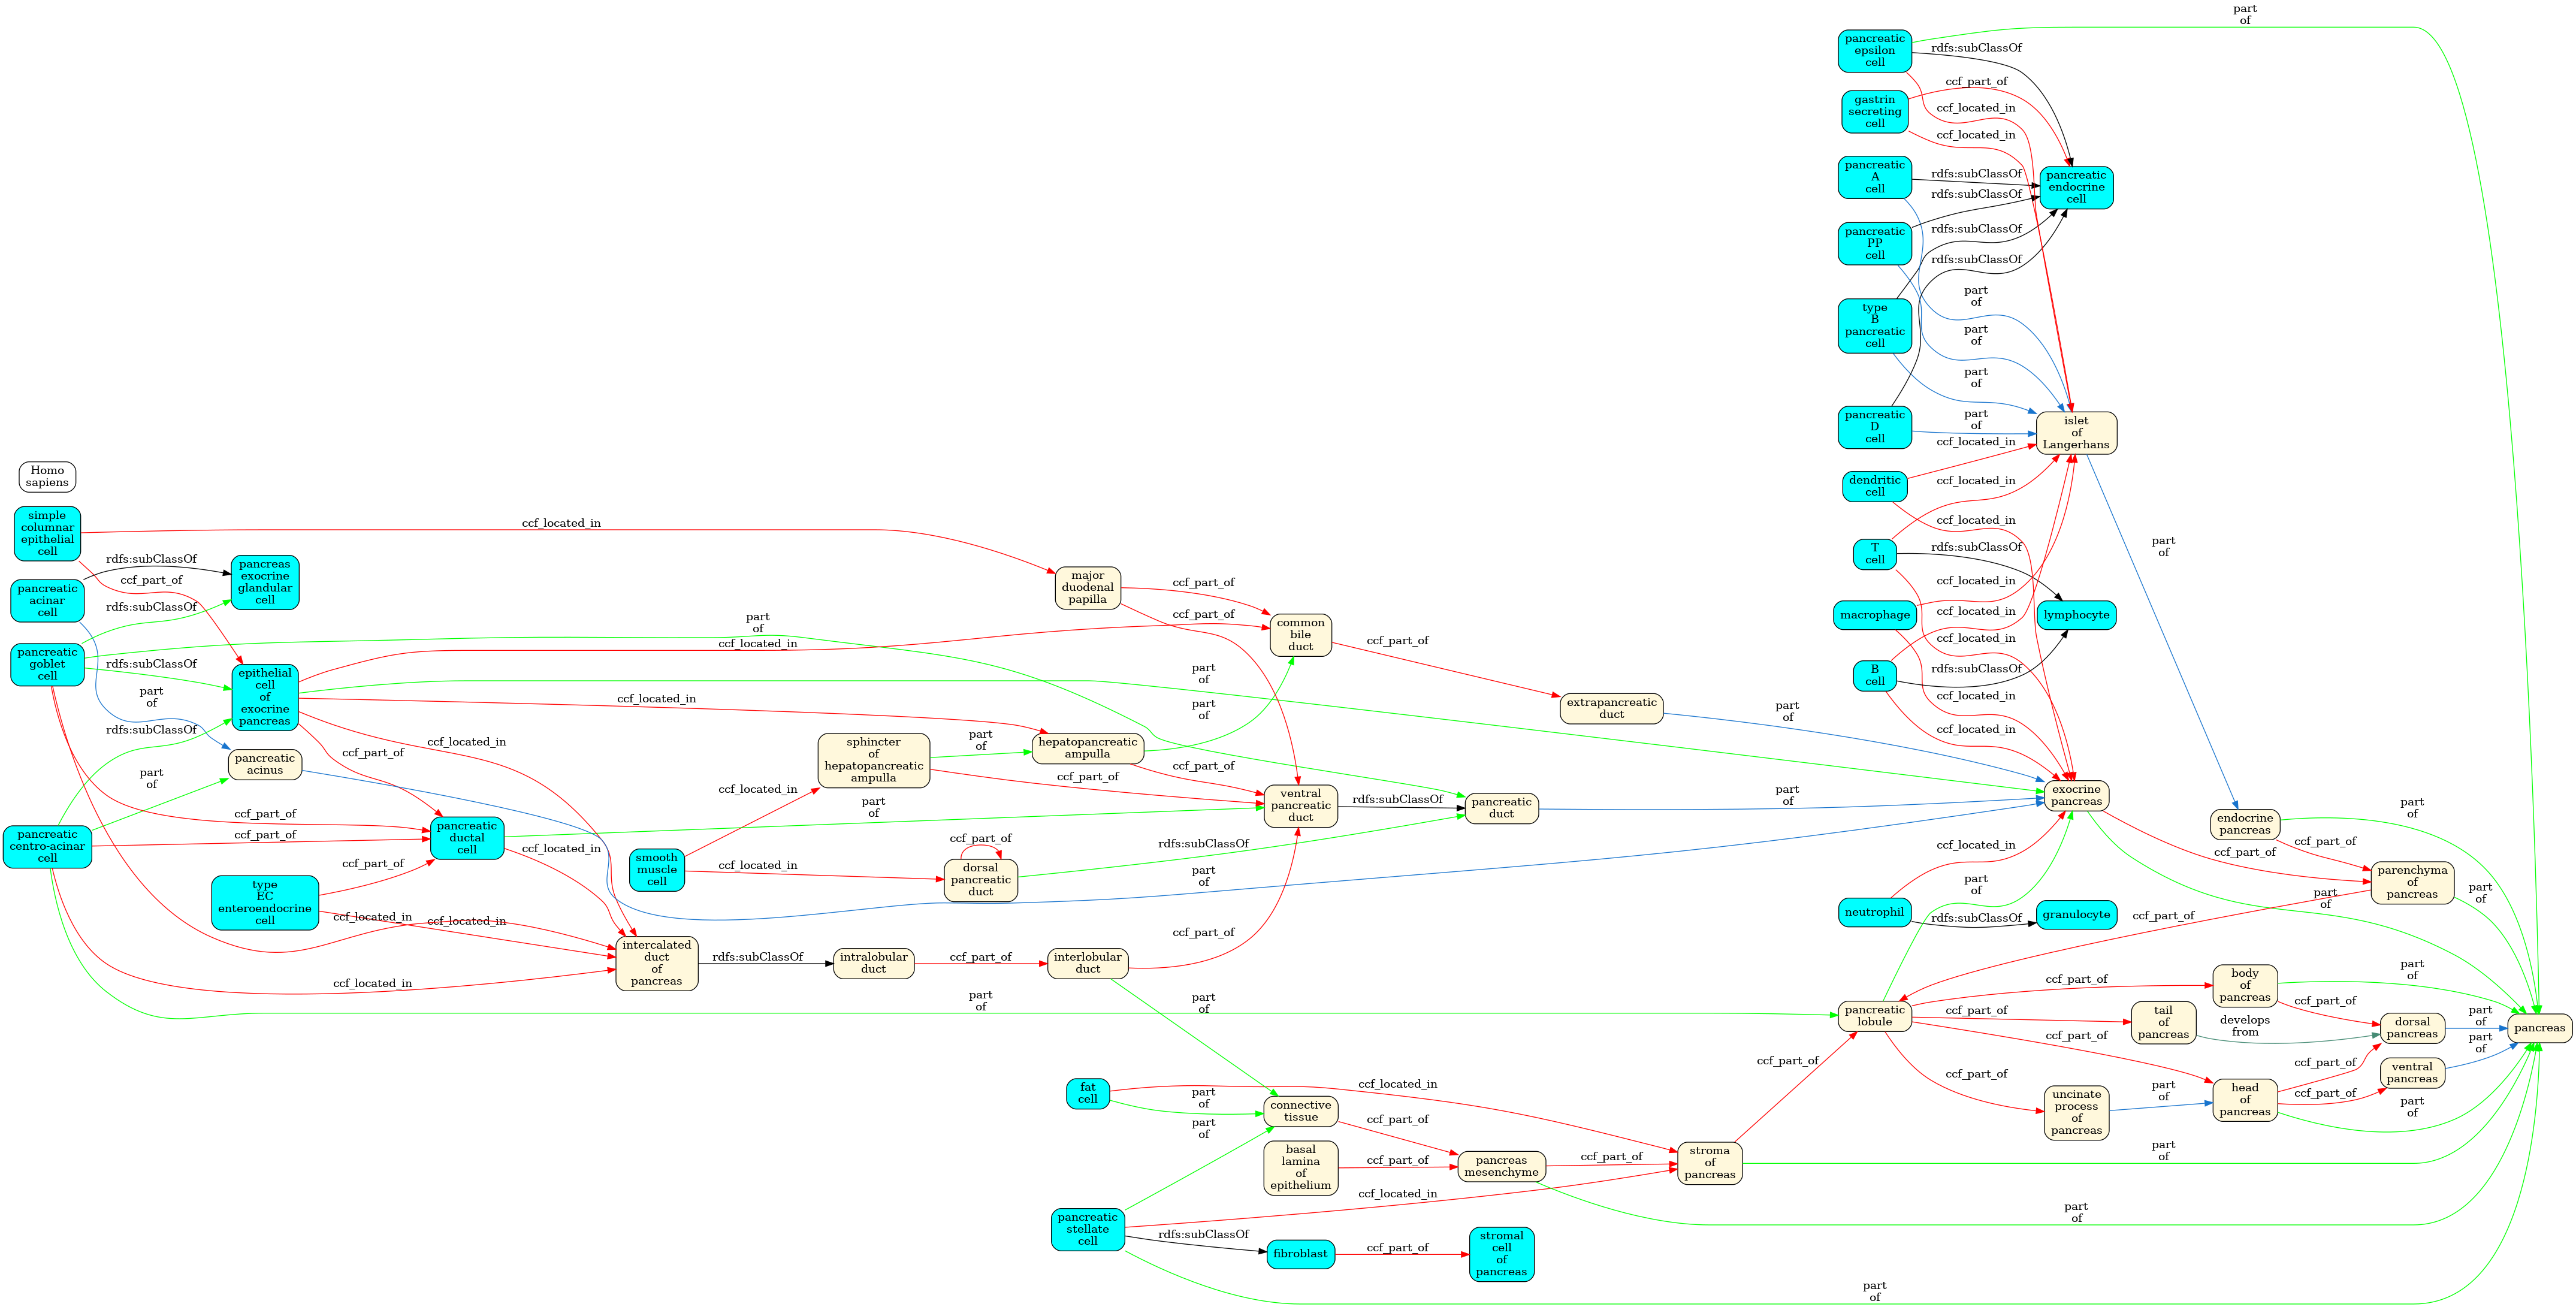 part
of
pancreatic
epsilon
cell
rdfs:subClassOf
ccf_part_of
gastrin
secreting
cell
ccf_located_in
ccf_located_in
pancreatic
A
cell
rdfs:subClassOf
pancreatic
endocrine
cell
rdfs:subClassOf
pancreatic
PP
cell
rdfs:subClassOf
rdfs:subClassOf
part
of
type
B
pancreatic
cell
part
of
part
of
pancreatic
D
cell
part
of
islet
of
Langerhans
ccf_located_in
dendritic
cell
ccf_located_in
ccf_located_in
T
cell
rdfs:subClassOf
part
of
ccf_located_in
macrophage
ccf_located_in
lymphocyte
ccf_located_in
B
cell
rdfs:subClassOf
ccf_located_in
ccf_located_in
Homo
sapiens
simple
columnar
epithelial
cell
ccf_located_in
rdfs:subClassOf
pancreas
exocrine
glandular
cell
ccf_part_of
pancreatic
acinar
cell
rdfs:subClassOf
major
duodenal
papilla
ccf_part_of
ccf_part_of
part
of
common
bile
duct
ccf_part_of
ccf_located_in
pancreatic
goblet
cell
rdfs:subClassOf
epithelial
cell
of
exocrine
pancreas
part
of
part
of
ccf_located_in
part
of
extrapancreatic
duct
part
of
rdfs:subClassOf
ccf_part_of
ccf_located_in
sphincter
of
hepatopancreatic
ampulla
part
of
hepatopancreatic
ampulla
pancreatic
acinus
part
of
ccf_part_of
ccf_part_of
ccf_located_in
ventral
pancreatic
duct
rdfs:subClassOf
pancreatic
duct
part
of
exocrine
pancreas
endocrine
pancreas
part
of
part
of
ccf_part_of
pancreatic
ductal
cell
pancreatic
centro-acinar
cell
ccf_part_of
ccf_part_of
ccf_located_in
smooth
muscle
cell
ccf_located_in
ccf_part_of
dorsal
pancreatic
duct
rdfs:subClassOf
part
of
ccf_located_in
part
of
ccf_part_of
ccf_part_of
parenchyma
of
pancreas
part
of
part
of
type
EC
enteroendocrine
cell
ccf_located_in
ccf_located_in
neutrophil
rdfs:subClassOf
granulocyte
ccf_part_of
ccf_part_of
intercalated
duct
of
pancreas
rdfs:subClassOf
intralobular
duct
ccf_part_of
interlobular
duct
ccf_located_in
part
of
part
of
pancreatic
lobule
ccf_part_of
body
of
pancreas
part
of
ccf_part_of
ccf_part_of
tail
of
pancreas
develops
from
dorsal
pancreas
part
of
pancreas
ccf_part_of
ccf_part_of
ventral
pancreas
part
of
ccf_part_of
uncinate
process
of
pancreas
part
of
head
of
pancreas
ccf_part_of
part
of
fat
cell
ccf_located_in
part
of
connective
tissue
ccf_part_of
ccf_part_of
part
of
basal
lamina
of
epithelium
ccf_part_of
pancreas
mesenchyme
ccf_part_of
stroma
of
pancreas
part
of
ccf_located_in
pancreatic
stellate
cell
rdfs:subClassOf
fibroblast
ccf_part_of
stromal
cell
of
pancreas
part
of
part
of